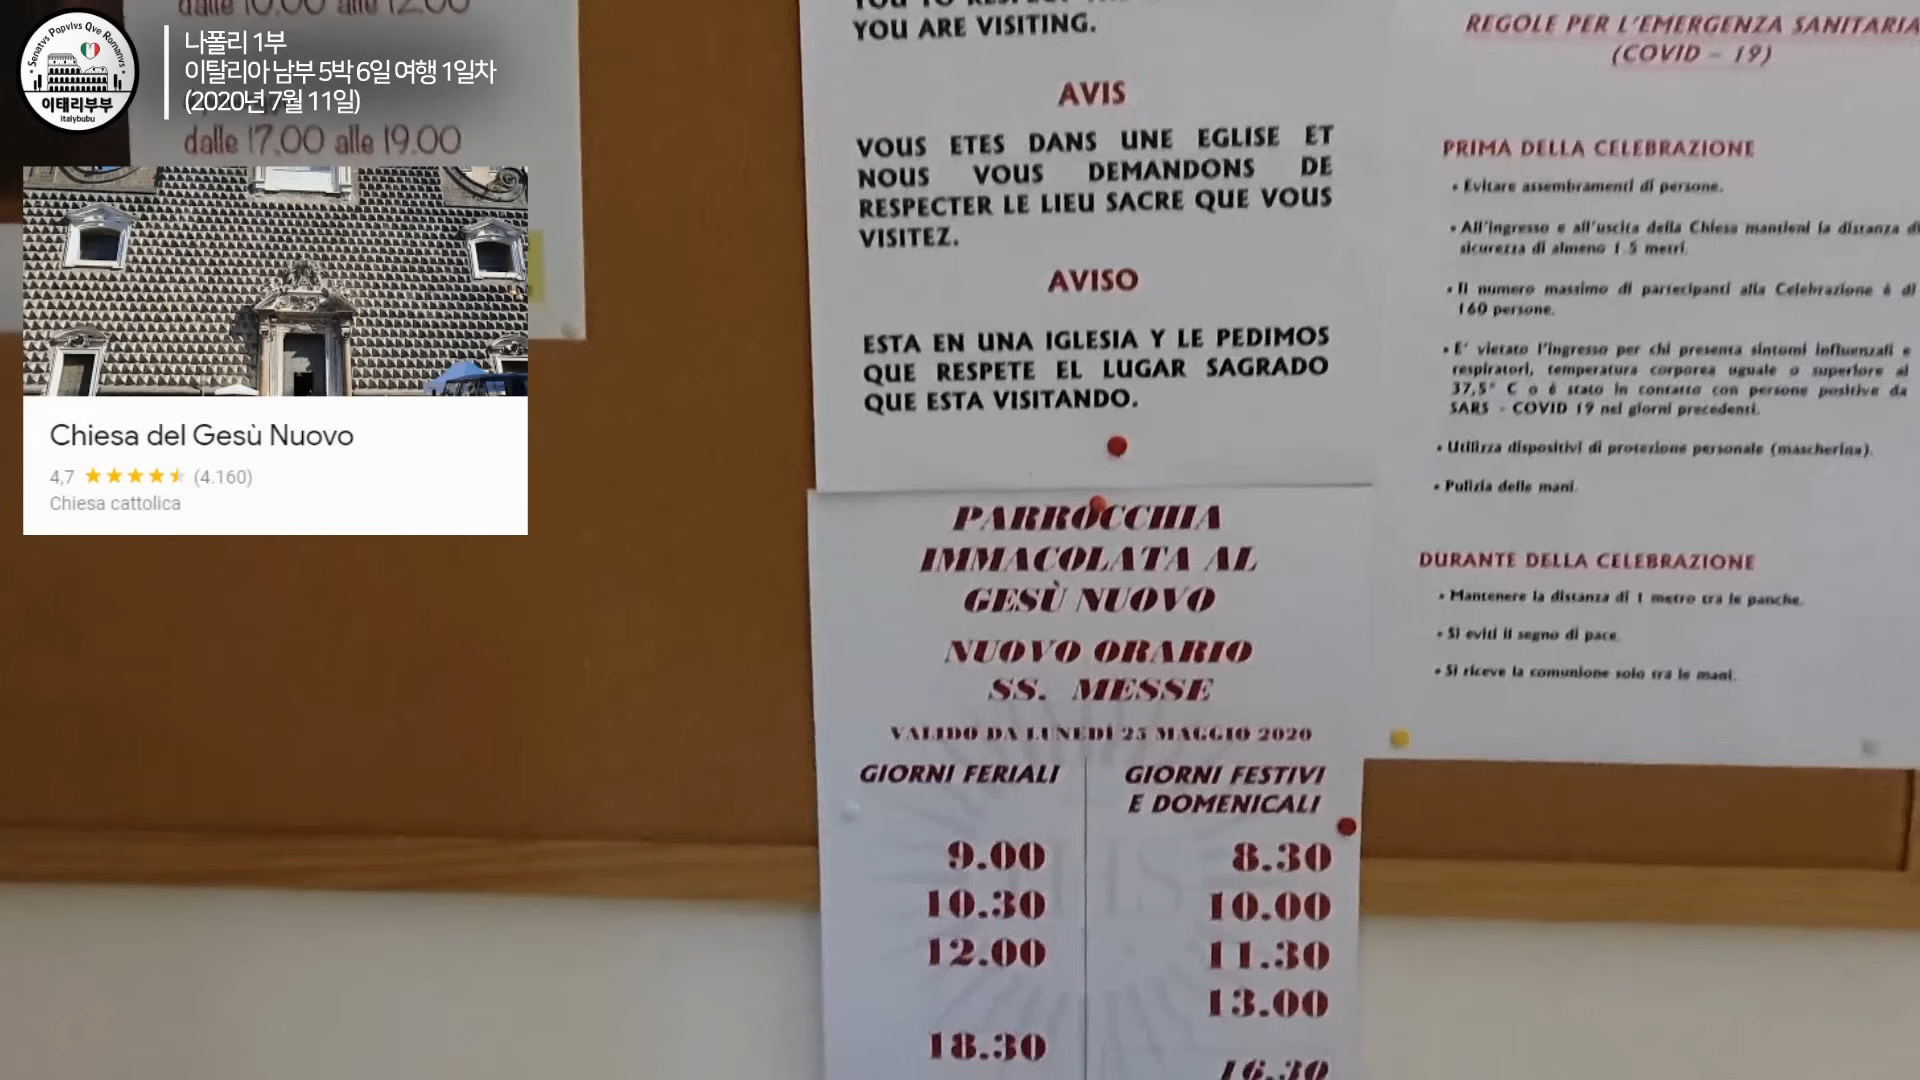 dalle 10.00 alle 12.00
Senatvs Popvlvs Qve Romanvs
이태리부부
italybubu
나폴리 1부
이탈리아 남부 5박 6일 여행 1일차
(2020년 7월 11일)
dalle 17.00 alle 19.00
Chiesa del Gesù Nuovo
4,7 (4.160)
Chiesa cattolica
YOU TO RESPECT THE
YOU ARE VISITING.
AVIS
VOUS ETES DANS UNE EGLISE ET
NOUS VOUS DEMANDONS DE
RESPECTER LE LIEU SACRE QUE VOUS
VISITEZ.
AVISO
ESTA EN UNA IGLESIA Y LE PEDIMOS
QUE RESPETE EL LUGAR SAGRADO
QUE ESTA VISITANDO.
PARROCCHIA
IMMACOLATA AL
GESÙ NUOVO
NUOVO ORARIO
SS. MESSE
VALIDO DA LUNEDÌ 25 MAGGIO 2020
GIORNI FERIALI
9.00
10.30
12.00
18.30
GIORNI FESTIVI
E DOMENICALI
8.30
10.00
11.30
13.00
16.30
REGOLE PER L'EMERGENZA SANITARIA
(COVID – 19)
PRIMA DELLA CELEBRAZIONE
• Evitare assembramenti di persone.
• All'ingresso e all'uscita della Chiesa mantieni la distanza di
sicurezza di almeno 1 5 metri.
• Il numero massimo di partecipanti alla Celebrazione è di
160 persone.
• E' vietato l'ingresso per chi presenta sintomi influenzali e
respiratori, temperatura corporea uguale o superiore ai
37,5° C o è stato in contatto con persone positive da
SARS - COVID 19 nei giorni precedenti.
• Utilizza dispositivi di protezione personale (mascherina).
• Pulizia delle mani.
DURANTE DELLA CELEBRAZIONE
• Mantenere la distanza di 1 metro tra le panche.
• Si eviti il segno di pace.
• Si riceve la comunione solo tra le mani.